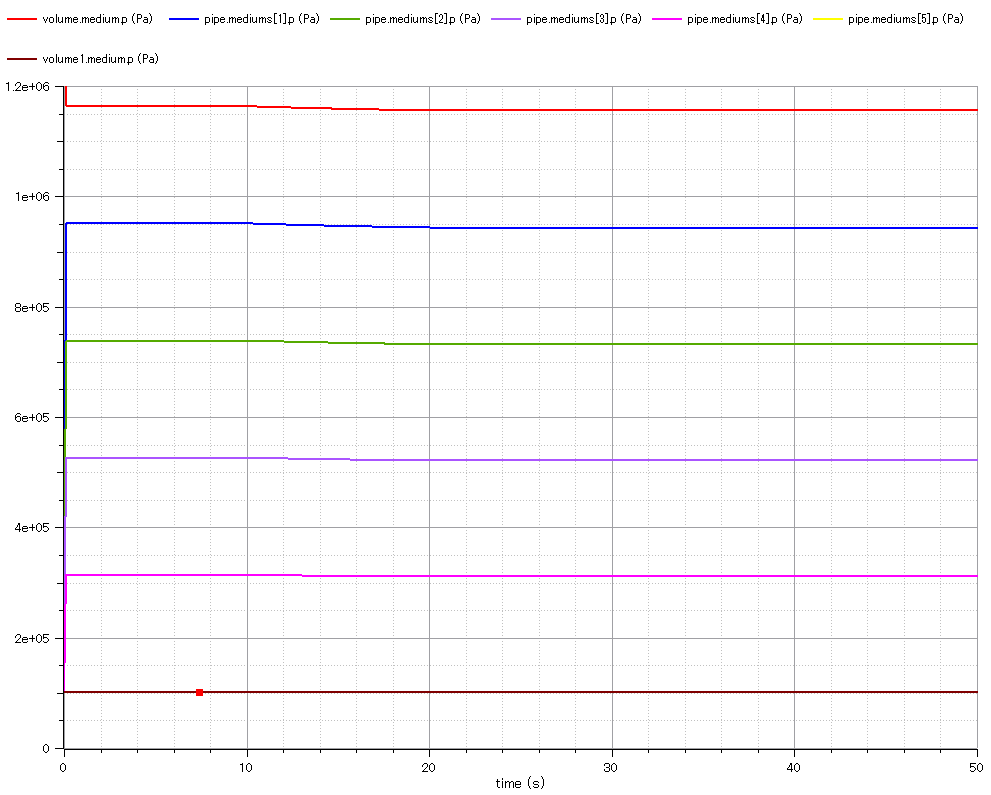 volume.medium.p (Pa) pipe.mediums[1].p (Pa) pipe.mediums[2].p (Pa) pipe.mediums[3].p (Pa) pipe.mediums[4].p (Pa) pipe.mediums[5].p (Pa)
volume1.medium.p (Pa)
1.2e+06
1e+06
8e+05
6e+05
4e+05
2e+05
0
0 10 20 30 40 50
time (s)